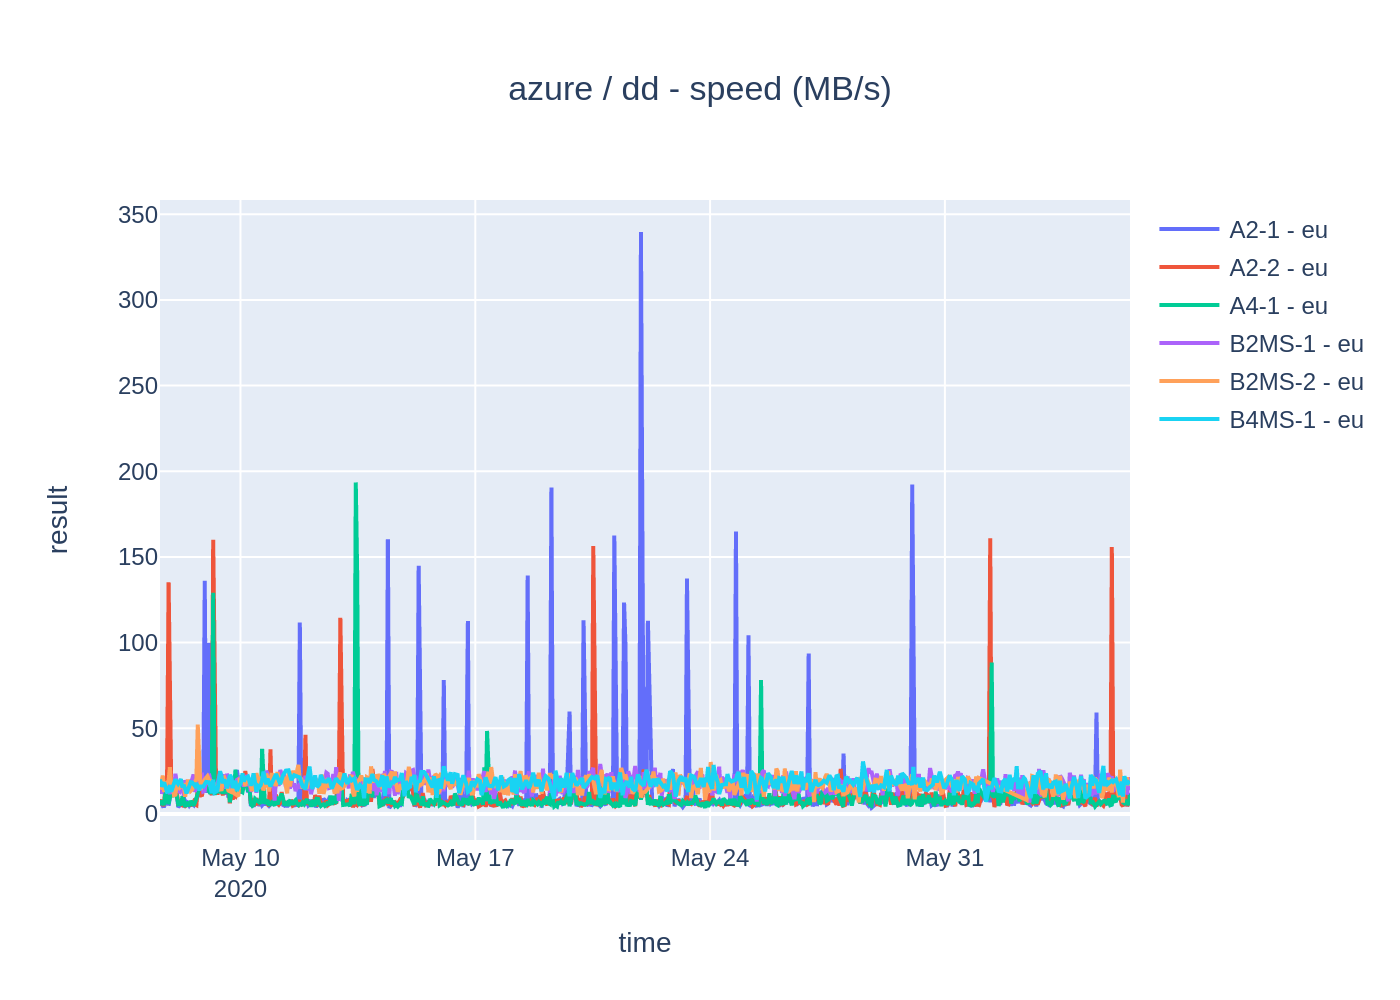 azure / dd - speed (MB/s)
350
300
250
200
150
100
50
0
result
May 10
2020
May 17
May 24
May 31
time
A2-1 - eu
A2-2 - eu
A4-1 - eu
B2MS-1 - eu
B2MS-2 - eu
B4MS-1 - eu